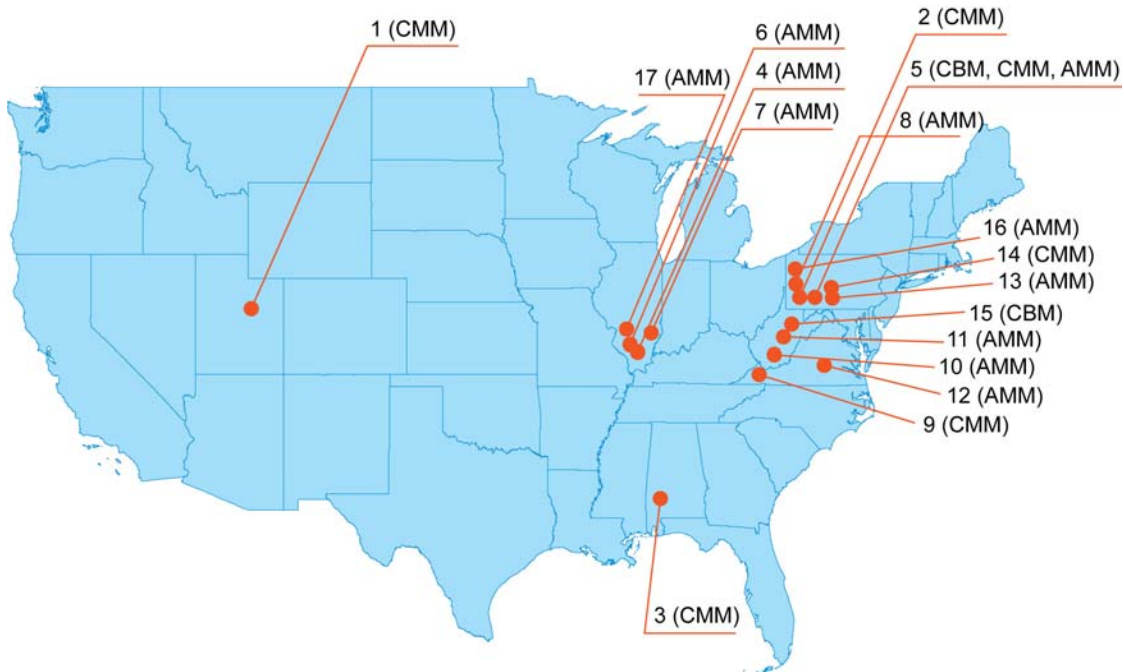 1 (CMM)
6 (AMM)
2 (CMM)
17 (AMM)
4 (AMM)
5 (CBM, CMM, AMM)
7 (AMM)
8 (AMM)
16 (AMM)
14 (CMM)
13 (AMM)
15 (CBM)
11 (AMM)
10 (AMM)
12 (AMM)
9 (CMM)
3 (CMM)